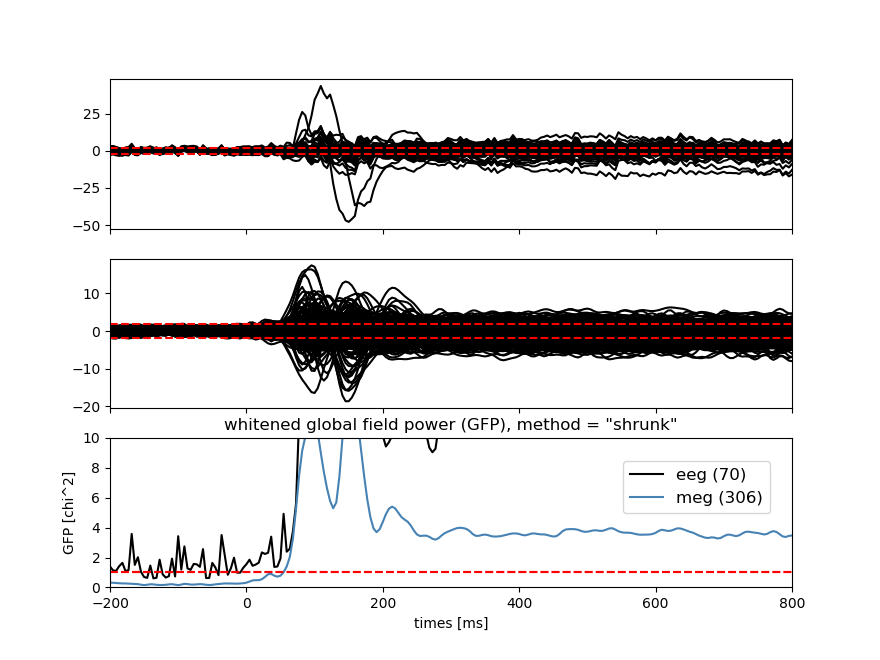 25
0
−25
−50
10
0
−10
−20
whitened global field power (GFP), method = "shrunk"
10
8
6
4
2
0
GFP [chi^2]
eeg (70)
meg (306)
−200 0 200 400 600 800
times [ms]